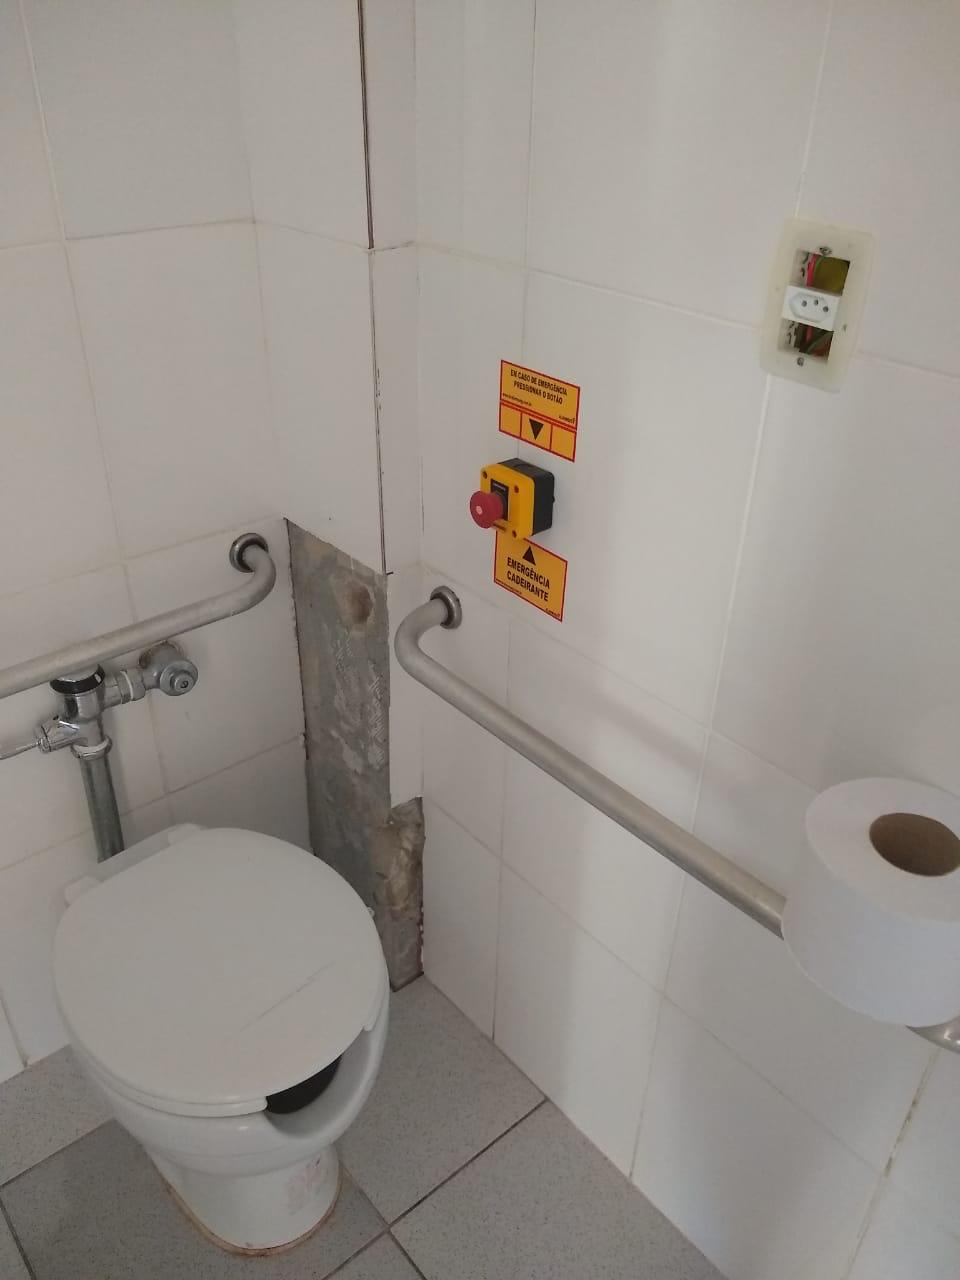 EM CASO DE EMERGÊNCIA
PRESSIONAR O BOTÃO
EMERGÊNCIA
CADEIRANTE